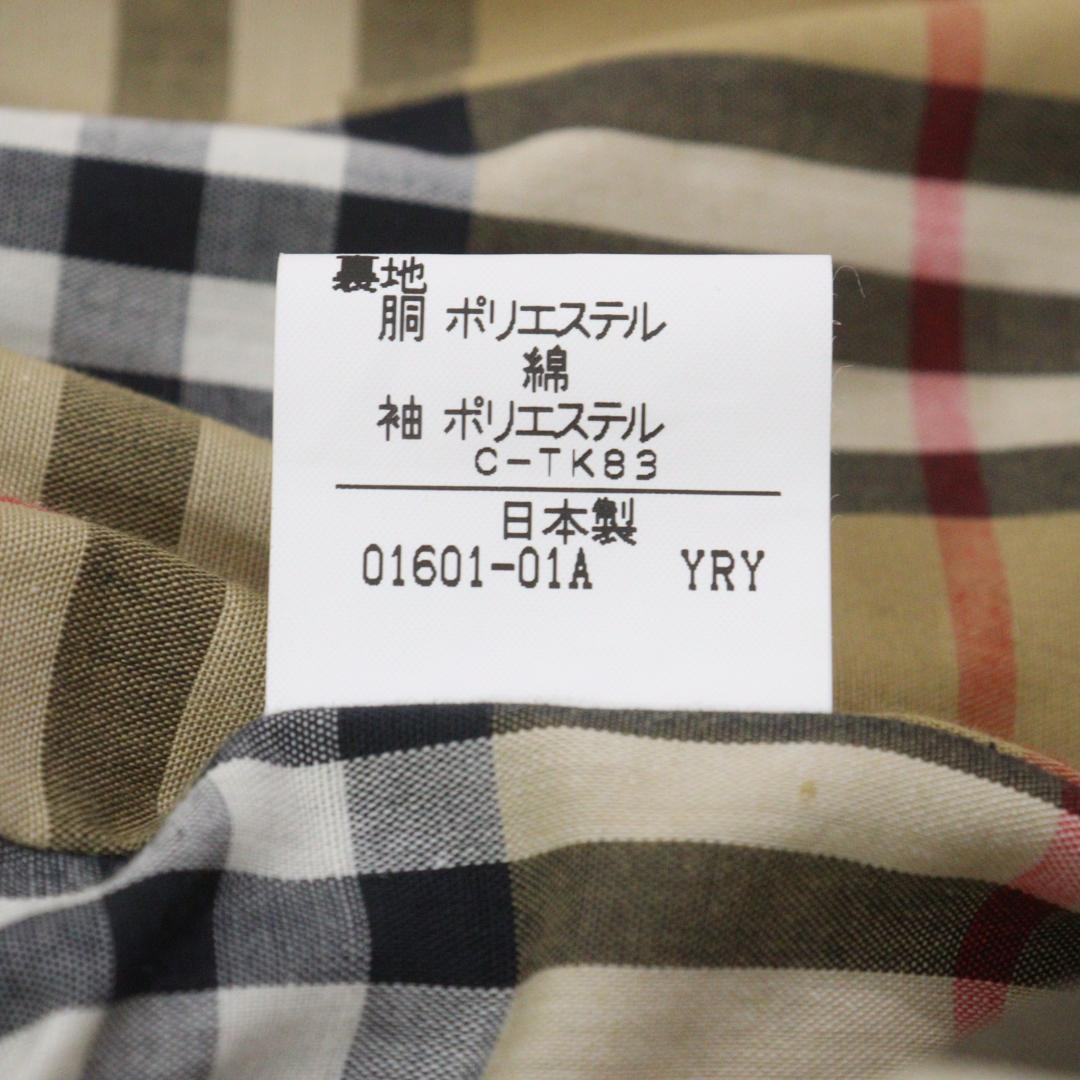 裏地
胴 ポリエステル
綿
袖 ポリエステル
C-TK83
日本製
01601-01A YRY